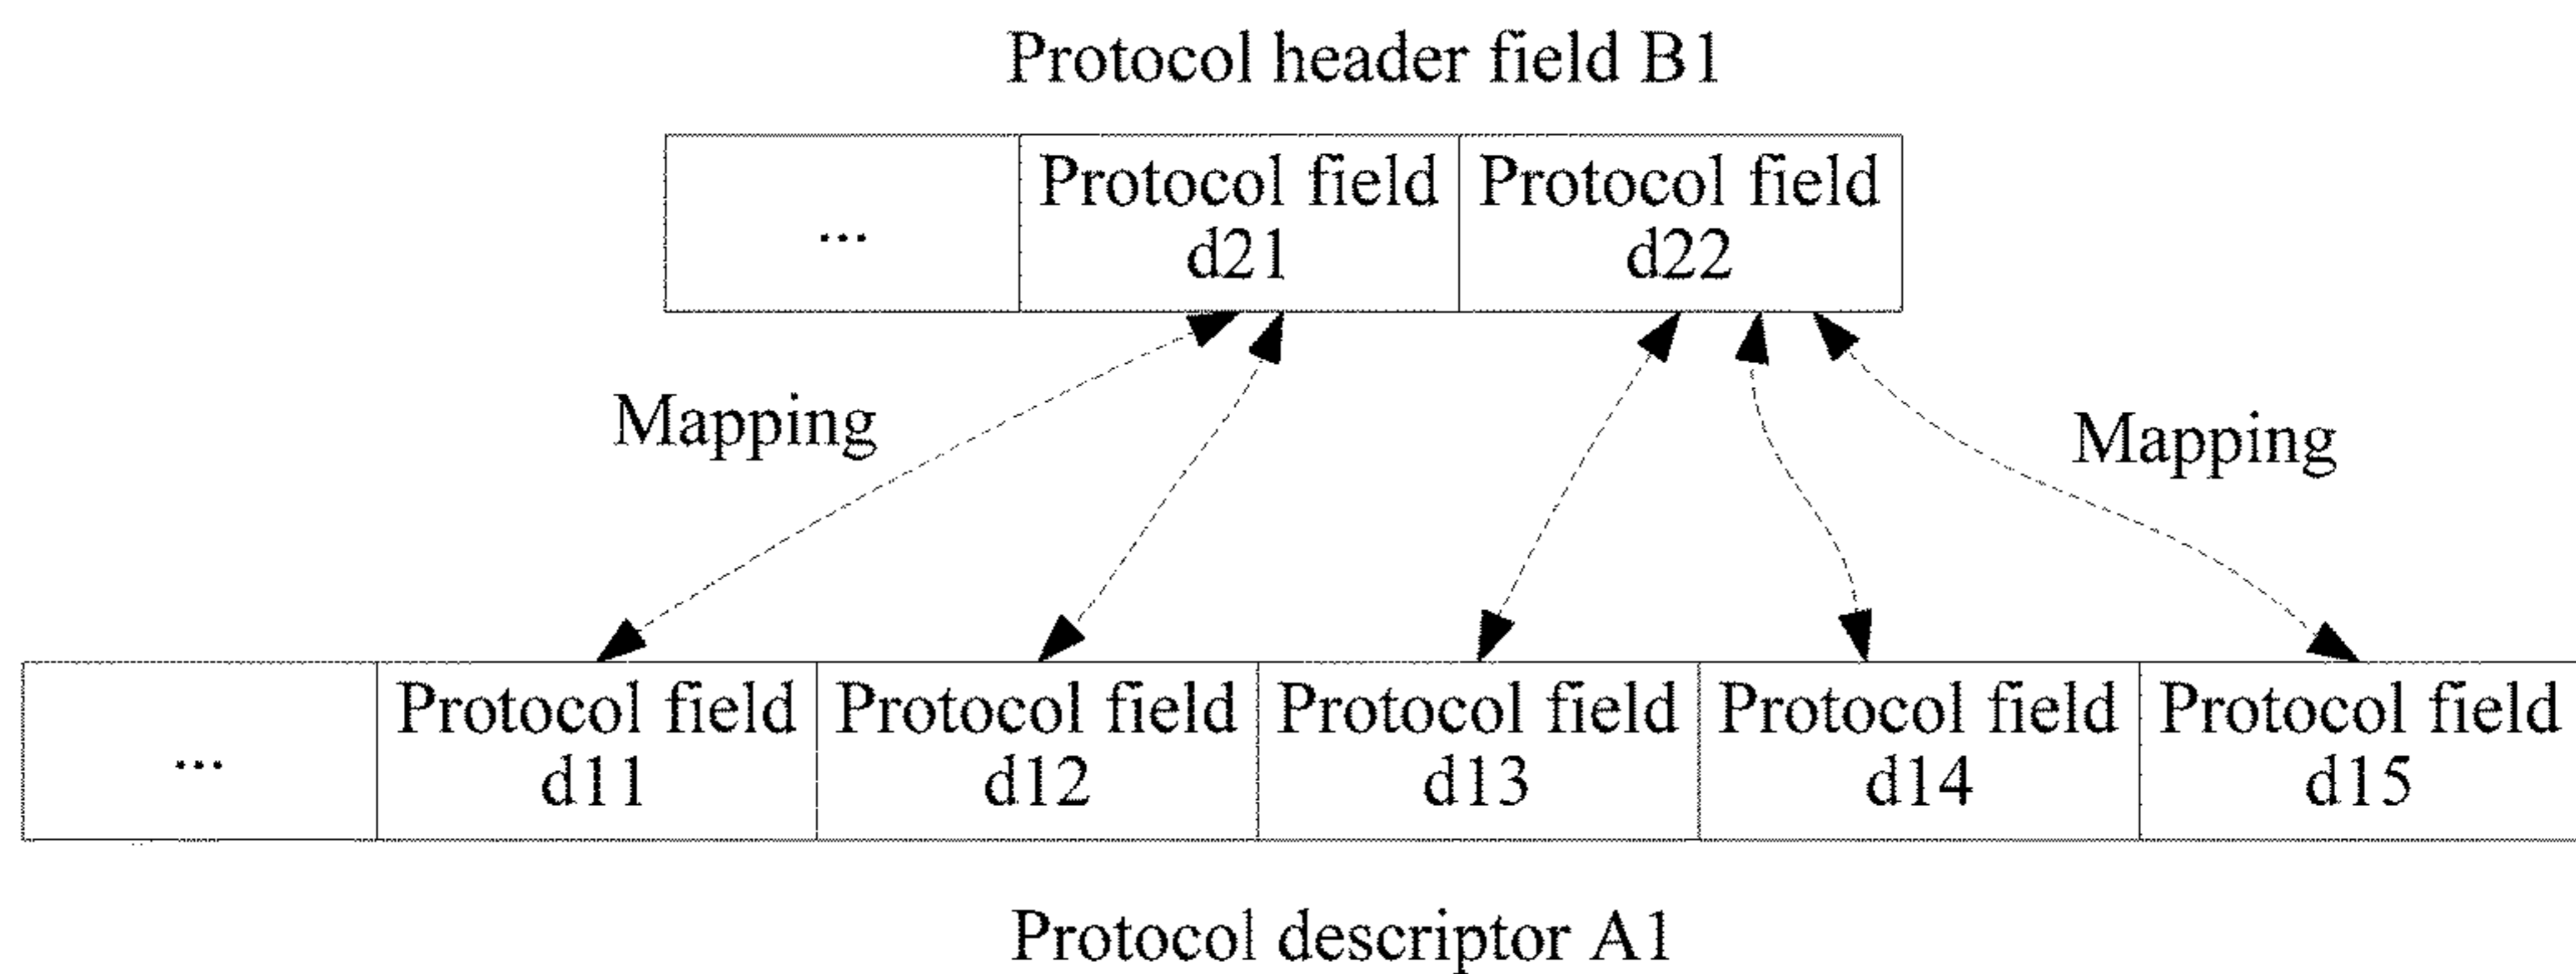 Protocol header field B1
... Protocol field Protocol field
d21 d22
Mapping
Mapping
Protocol field Protocol field Protocol field Protocol field Protocol field
... d11 d12 d13 d14 d15
Protocol descriptor A1